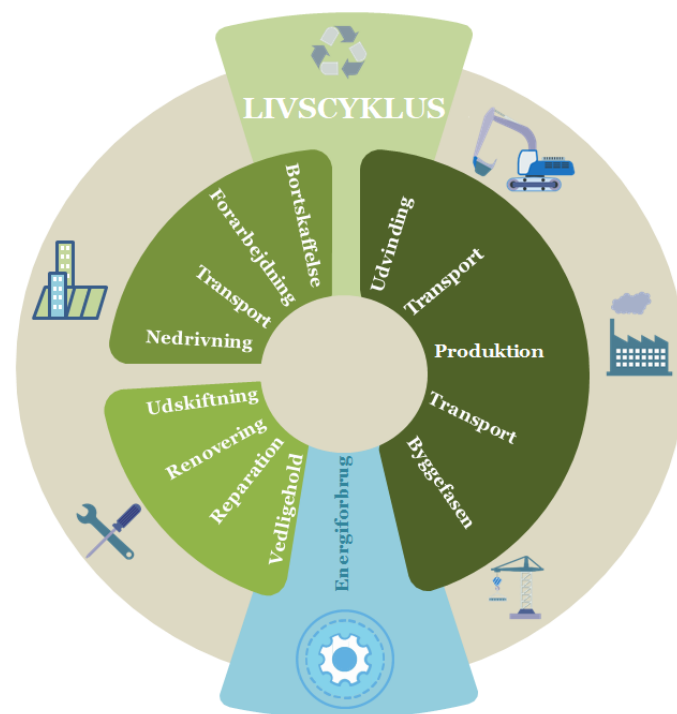 LIVSCYKLUS
Udvinding
Transport
Produktion
Transport
Byggefasen
Energiforbrug
Vedligehold
Reparation
Renovering
Udskiftning
Nedrivning
Transport
Forarbejdning
Bortskaffelse